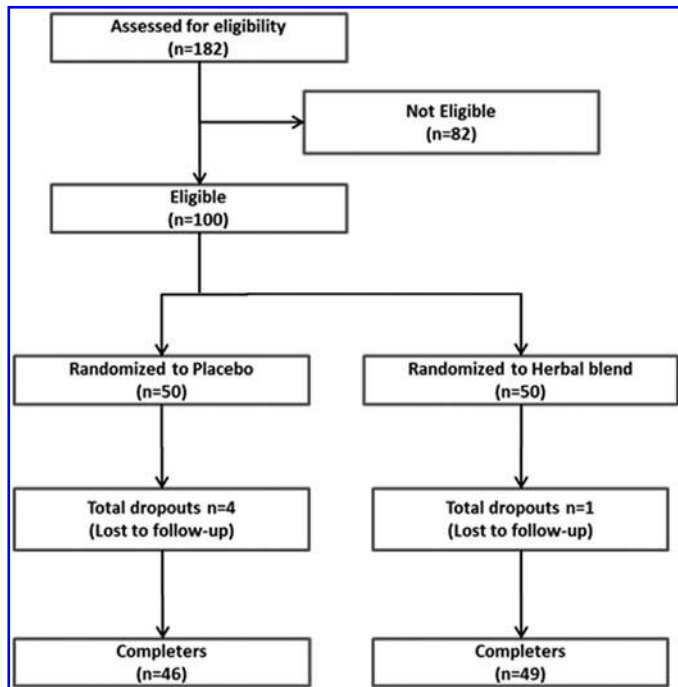 Assessed for eligibility
(n=182)
Not Eligible
(n=82)
Eligible
(n=100)
Randomized to Placebo
(n=50)
Randomized to Herbal blend
(n=50)
Total dropouts n=4
(Lost to follow-up)
Total dropouts n=1
(Lost to follow-up)
Completers
(n=46)
Completers
(n=49)